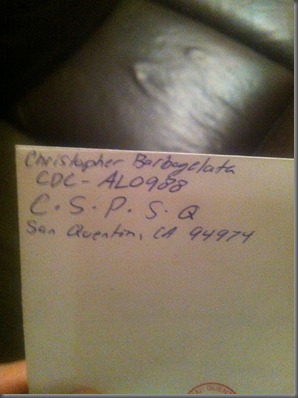 Christopher Barbagelata
CDC-AL0988
C.S.P.S.Q
San Quentin, CA 94974